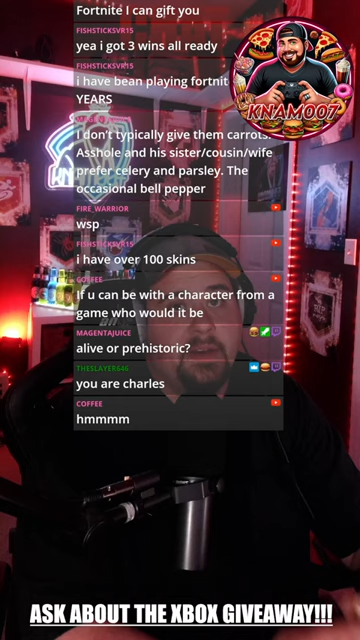 Fortnite I can gift you
FISHSTICKSVR15
yea i got 3 wins all ready
FISHSTICKSVR15
i have bean playing fortnit
YEARS
I don't typically give them carrots.
Asshole and his sister/cousin/wife
prefer celery and parsley. The
occasional bell pepper
FIRE_WARRIOR
wsp
FISHSTICKSVR15
i have over 100 skins
COFFEE
If u can be with a character from a
game who would it be
MAGENTAJUICE
alive or prehistoric?
THESLAYER646
you are charles
COFFEE
hmmmm
KNAM007
ASK ABOUT THE XBOX GIVEAWAY!!!